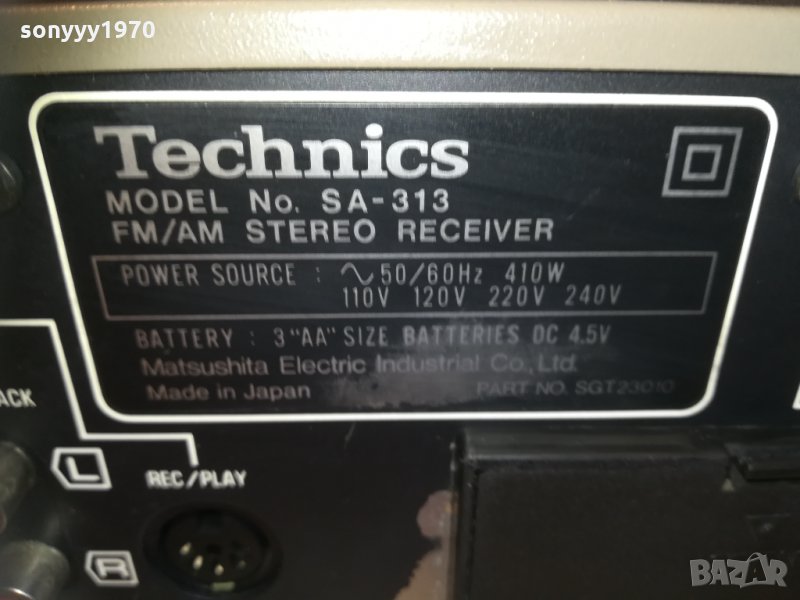 sonyyy1970
Technics
MODEL No. SA-313
FM/AM STEREO RECEIVER
POWER SOURCE : ∿50/60Hz 410W
110V 120V 220V 240V
BATTERY : 3"AA" SIZE BATTERIES DC 4.5V
Matsushita Electric Industrial Co., Ltd.
Made in Japan PART NO. SGT23010
ACK
L
REC/PLAY
R
BAZAR